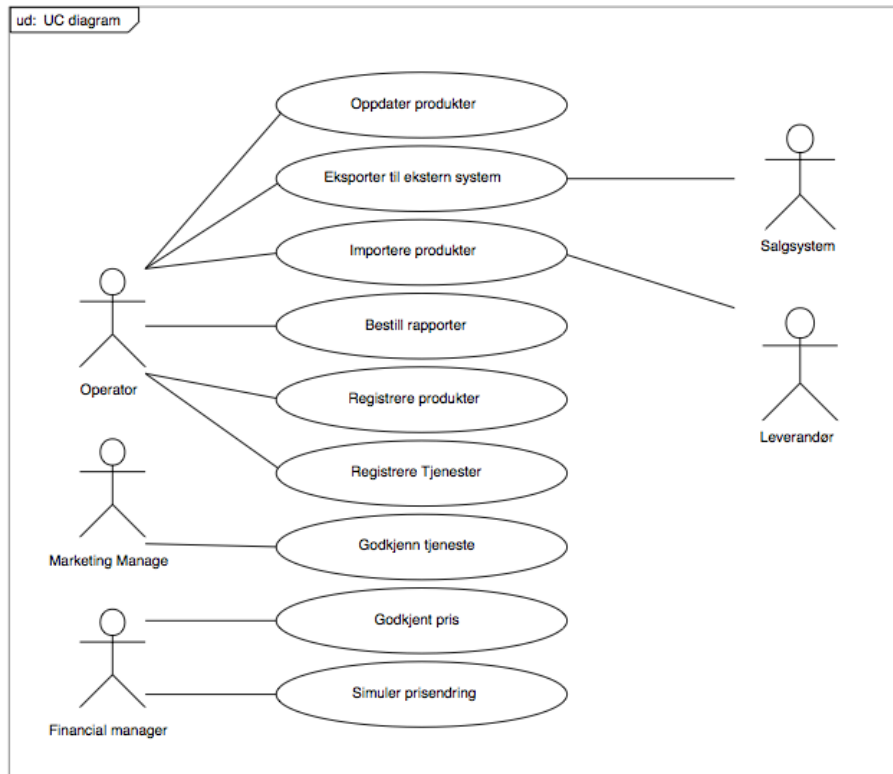 ud: UC diagram
Oppdater produkter
Eksporter til ekstern system
Salgsystem
Importere produkter
Bestill rapporter
Operator
Registrere produkter
Leverandør
Registrere Tjenester
Godkjenn tjeneste
Marketing Manage
Godkjent pris
Simuler prisendring
Financial manager